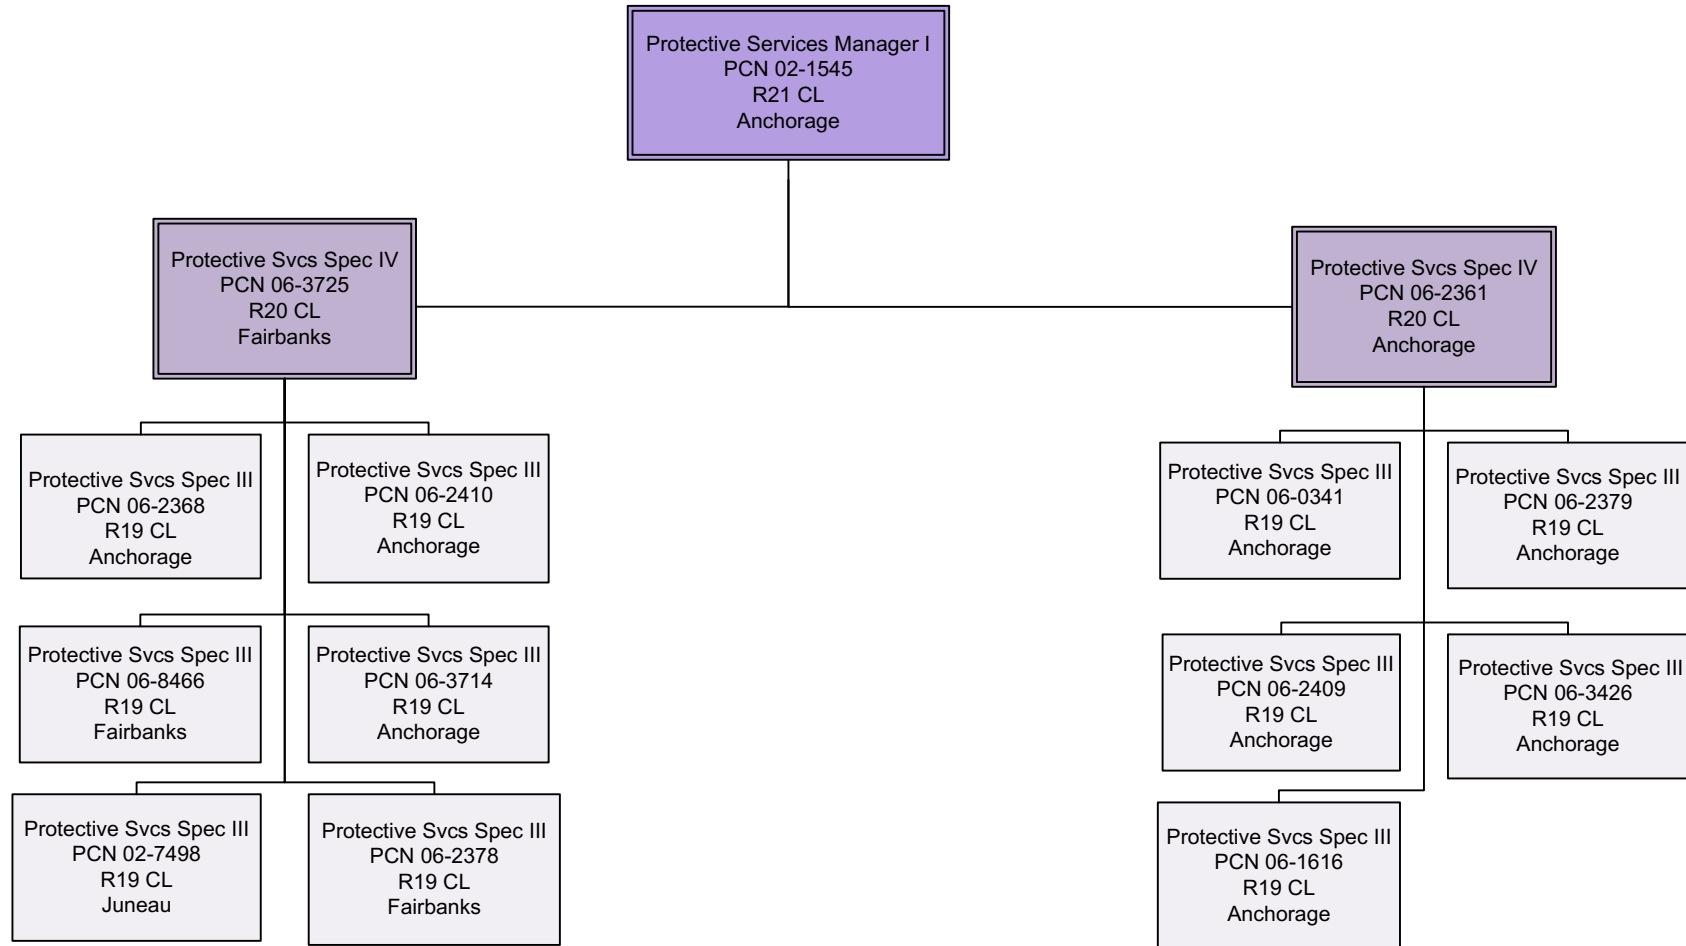 Protective Services Manager I
PCN 02-1545
R21 CL
Anchorage
Protective Svcs Spec IV
PCN 06-3725
R20 CL
Fairbanks
Protective Svcs Spec IV
PCN 06-2361
R20 CL
Anchorage
Protective Svcs Spec III
PCN 06-2368
R19 CL
Anchorage
Protective Svcs Spec III
PCN 06-2410
R19 CL
Anchorage
Protective Svcs Spec III
PCN 06-0341
R19 CL
Anchorage
Protective Svcs Spec III
PCN 06-2379
R19 CL
Anchorage
Protective Svcs Spec III
PCN 06-8466
R19 CL
Fairbanks
Protective Svcs Spec III
PCN 06-3714
R19 CL
Anchorage
Protective Svcs Spec III
PCN 06-2409
R19 CL
Anchorage
Protective Svcs Spec III
PCN 06-3426
R19 CL
Anchorage
Protective Svcs Spec III
PCN 02-7498
R19 CL
Juneau
Protective Svcs Spec III
PCN 06-2378
R19 CL
Fairbanks
Protective Svcs Spec III
PCN 06-1616
R19 CL
Anchorage